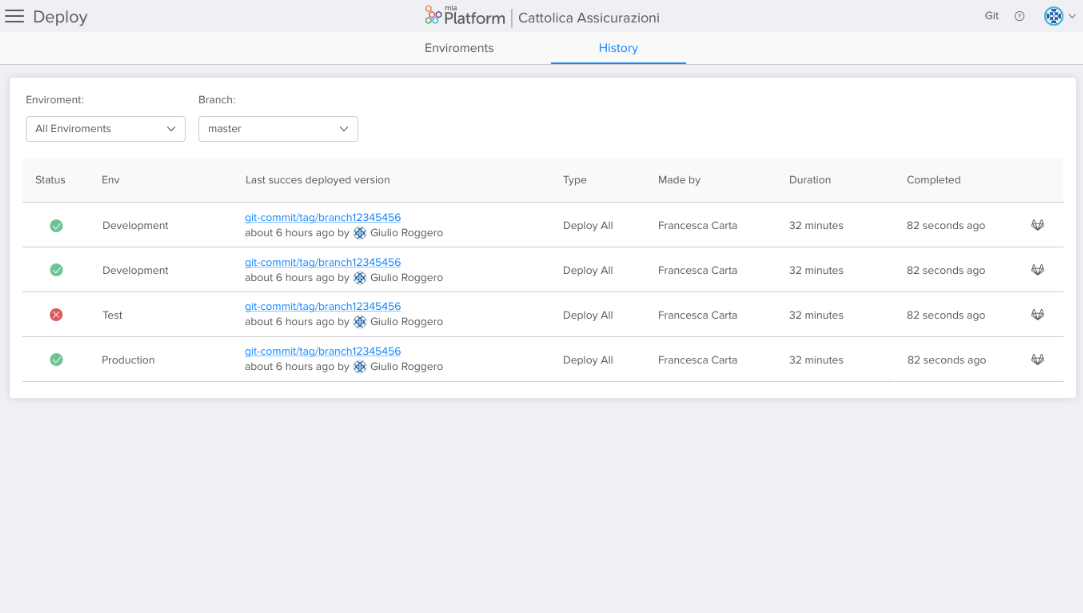 Deploy
mia
Platform
Cattolica Assicurazioni
Git
Enviroments
History
Enviroment:
Branch:
All Enviroments
master
Status
Env
Last succes deployed version
Type
Made by
Duration
Completed
Development
git-commit/tag/branch12345456
about 6 hours ago by Giulio Roggero
Deploy All
Francesca Carta
32 minutes
82 seconds ago
Development
git-commit/tag/branch12345456
about 6 hours ago by Giulio Roggero
Deploy All
Francesca Carta
32 minutes
82 seconds ago
Test
git-commit/tag/branch12345456
about 6 hours ago by Giulio Roggero
Deploy All
Francesca Carta
32 minutes
82 seconds ago
Production
git-commit/tag/branch12345456
about 6 hours ago by Giulio Roggero
Deploy All
Francesca Carta
32 minutes
82 seconds ago